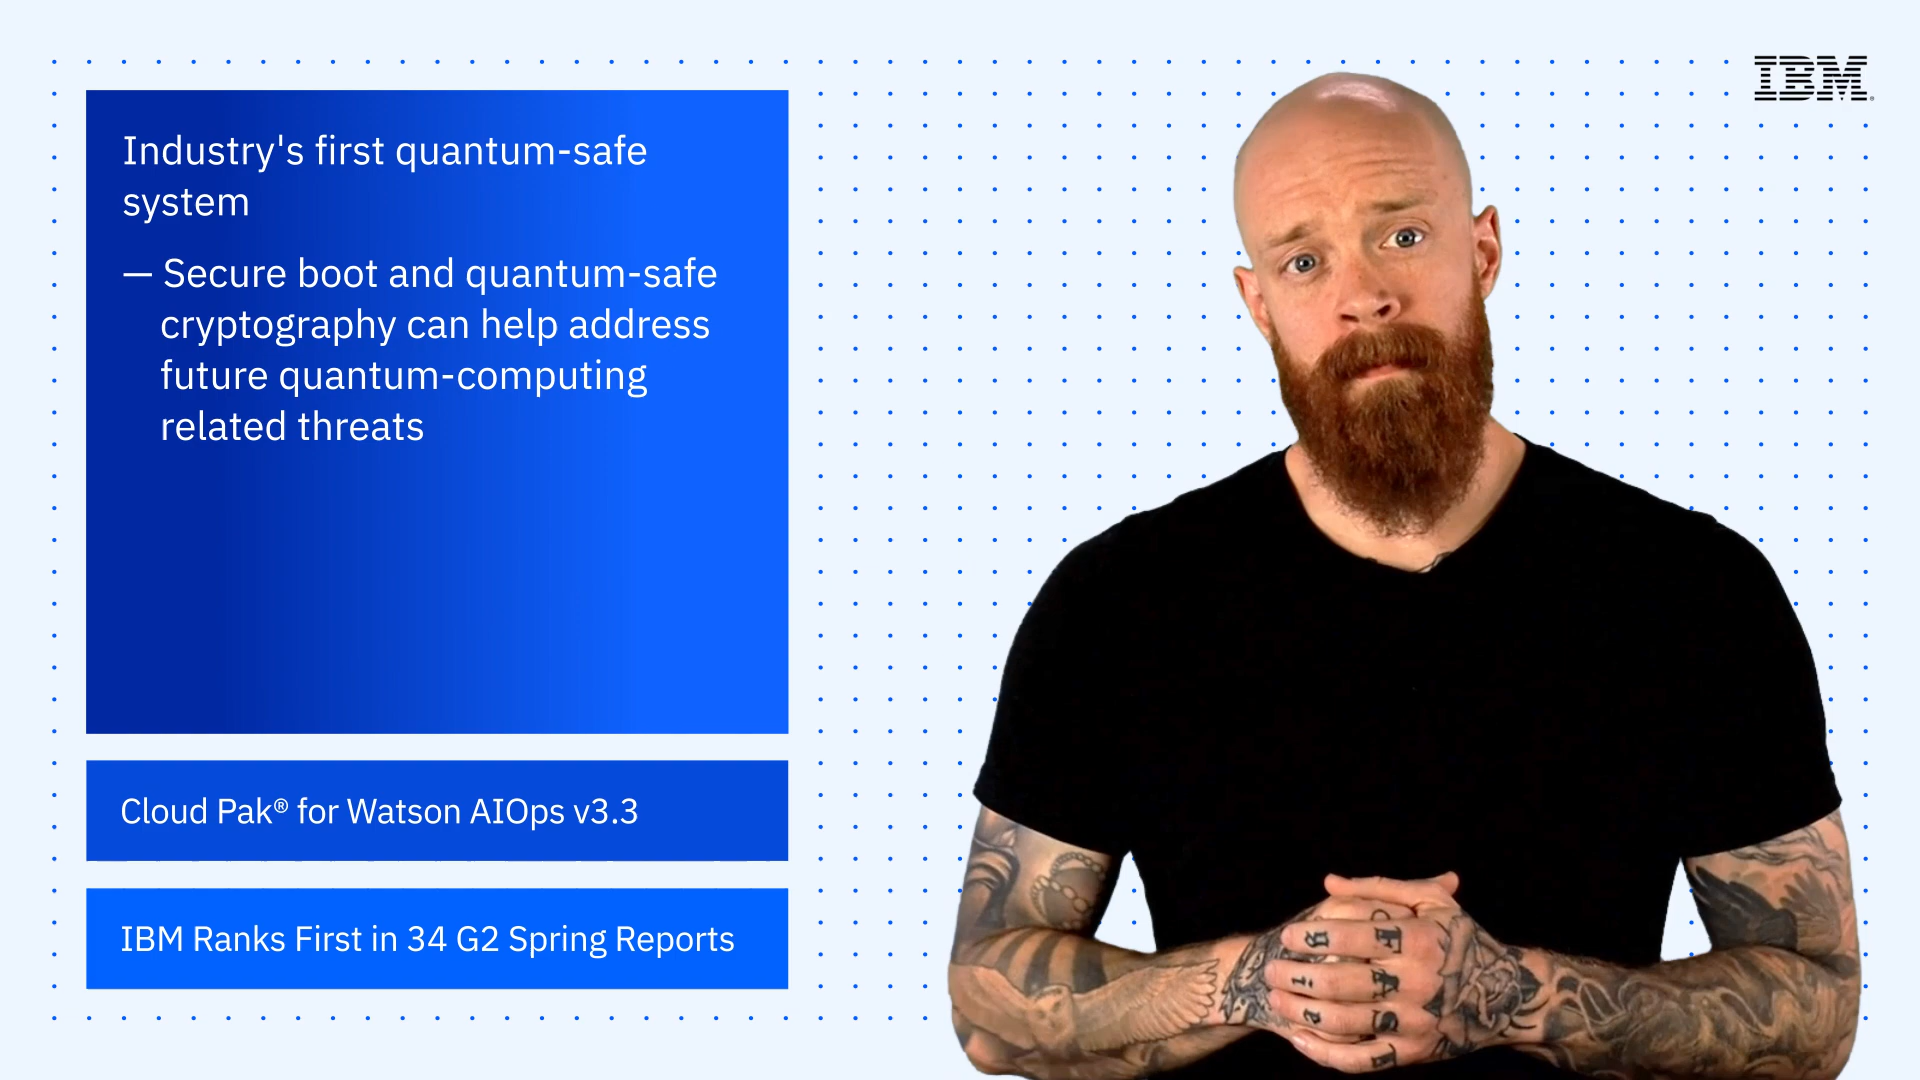 IBM
Industry's first quantum-safe
system
— Secure boot and quantum-safe
cryptography can help address
future quantum-computing
related threats
Cloud Pak® for Watson AIOps v3.3
IBM Ranks First in 34 G2 Spring Reports
FAST